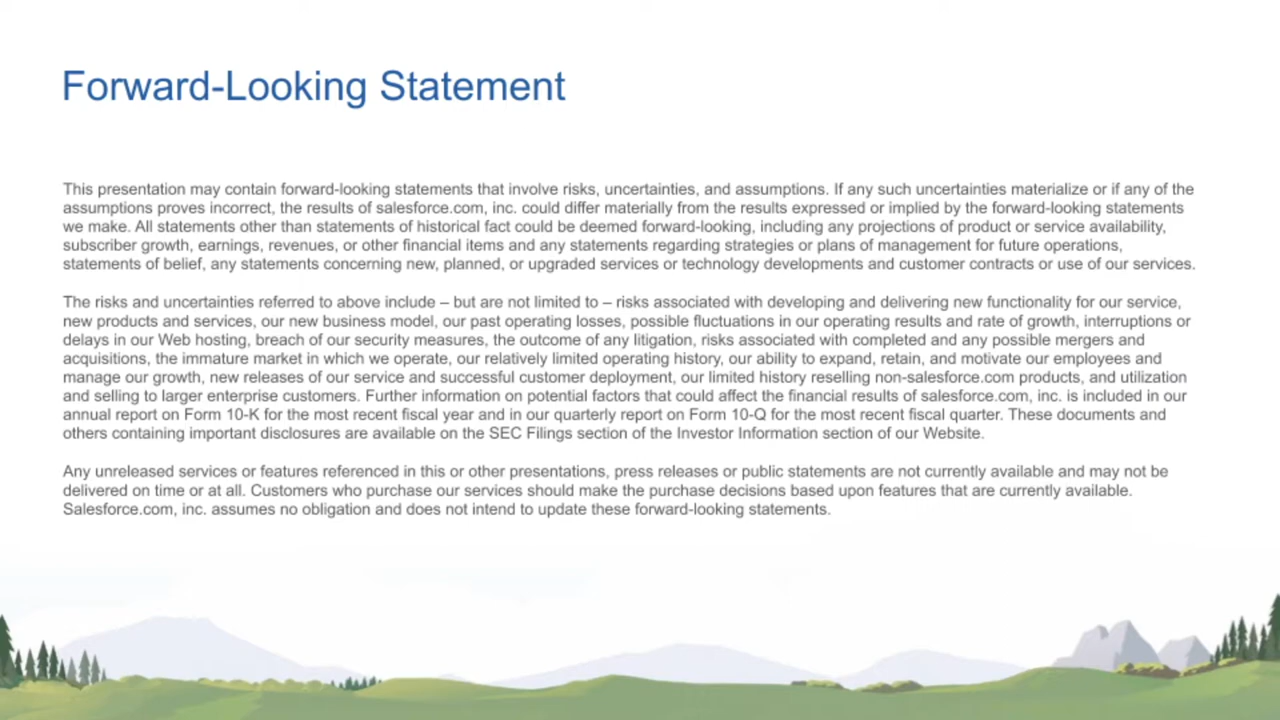 Forward-Looking Statement
This presentation may contain forward-looking statements that involve risks, uncertainties, and assumptions. If any such uncertainties materialize or if any of the
assumptions proves incorrect, the results of salesforce.com, inc. could differ materially from the results expressed or implied by the forward-looking statements
we make. All statements other than statements of historical fact could be deemed forward-looking, including any projections of product or service availability,
subscriber growth, earnings, revenues, or other financial items and any statements regarding strategies or plans of management for future operations,
statements of belief, any statements concerning new, planned, or upgraded services or technology developments and customer contracts or use of our services.
The risks and uncertainties referred to above include – but are not limited to – risks associated with developing and delivering new functionality for our service,
new products and services, our new business model, our past operating losses, possible fluctuations in our operating results and rate of growth, interruptions or
delays in our Web hosting, breach of our security measures, the outcome of any litigation, risks associated with completed and any possible mergers and
acquisitions, the immature market in which we operate, our relatively limited operating history, our ability to expand, retain, and motivate our employees and
manage our growth, new releases of our service and successful customer deployment, our limited history reselling non-salesforce.com products, and utilization
and selling to larger enterprise customers. Further information on potential factors that could affect the financial results of salesforce.com, inc. is included in our
annual report on Form 10-K for the most recent fiscal year and in our quarterly report on Form 10-Q for the most recent fiscal quarter. These documents and
others containing important disclosures are available on the SEC Filings section of the Investor Information section of our Website.
Any unreleased services or features referenced in this or other presentations, press releases or public statements are not currently available and may not be
delivered on time or at all. Customers who purchase our services should make the purchase decisions based upon features that are currently available.
Salesforce.com, inc. assumes no obligation and does not intend to update these forward-looking statements.